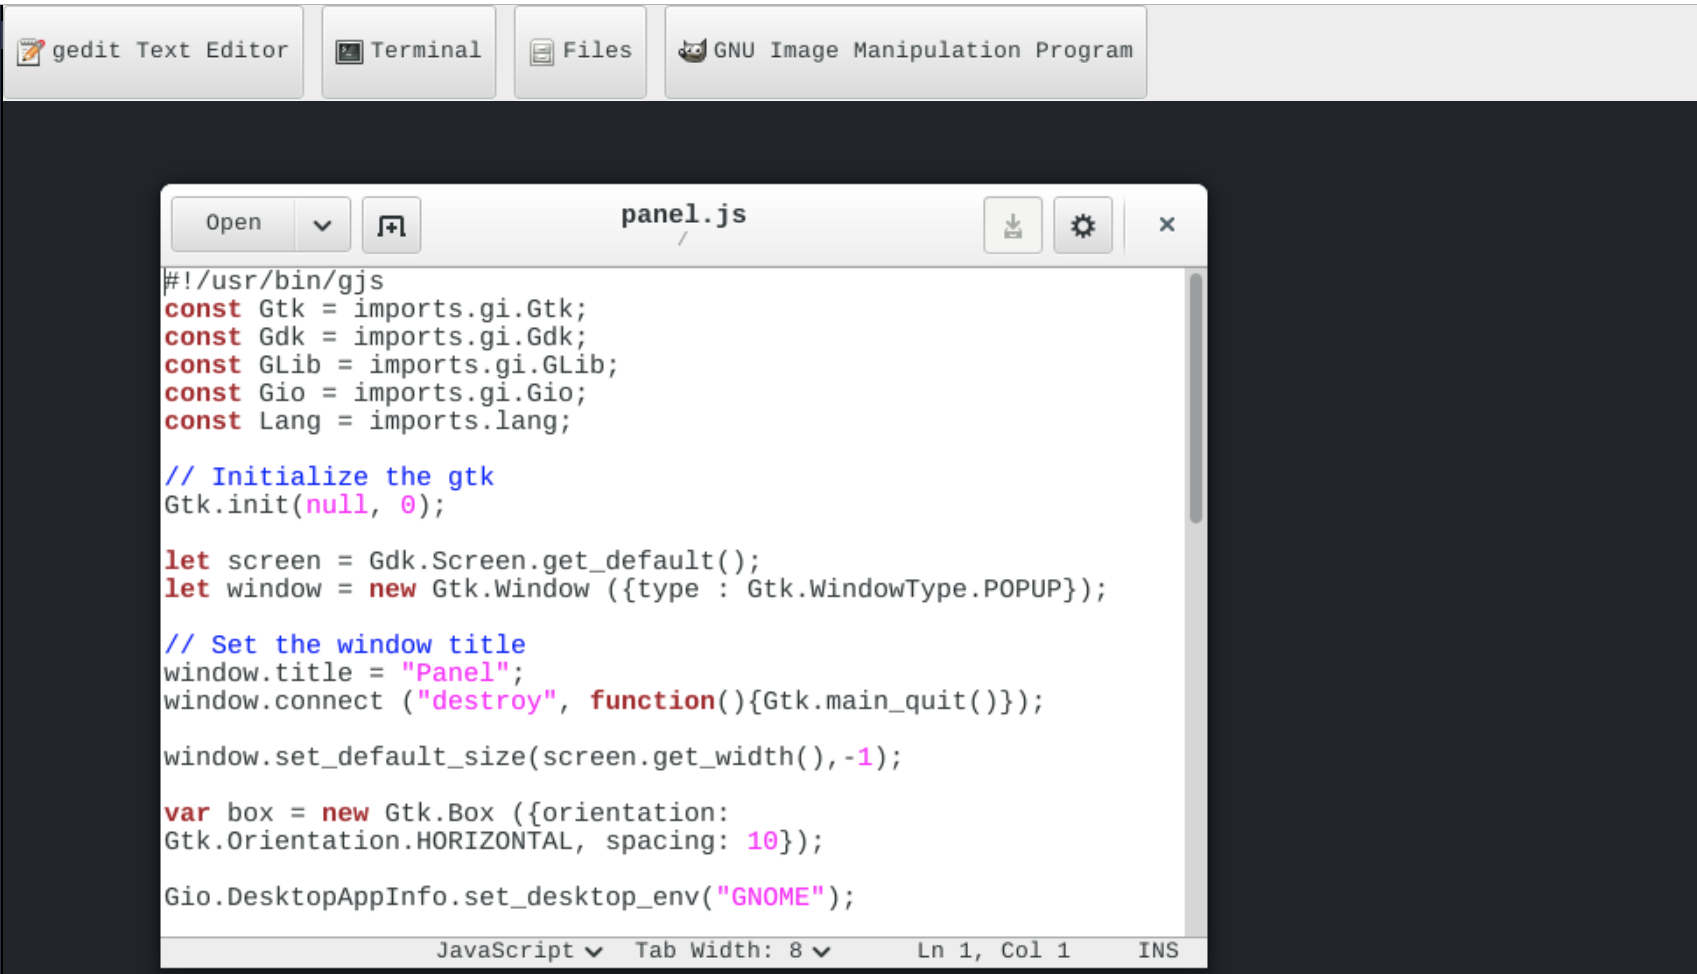 gedit Text Editor
Terminal
Files
GNU Image Manipulation Program
Open
panel.js
/
#!/usr/bin/gjs
const Gtk = imports.gi.Gtk;
const Gdk = imports.gi.Gdk;
const GLib = imports.gi.GLib;
const Gio = imports.gi.Gio;
const Lang = imports.lang;
// Initialize the gtk
Gtk.init(null, 0);
let screen = Gdk.Screen.get_default();
let window = new Gtk.Window ({type : Gtk.WindowType.POPUP});
// Set the window title
window.title = "Panel";
window.connect ("destroy", function(){Gtk.main_quit()});
window.set_default_size(screen.get_width(),-1);
var box = new Gtk.Box ({orientation:
Gtk.Orientation.HORIZONTAL, spacing: 10});
Gio.DesktopAppInfo.set_desktop_env("GNOME");
JavaScript
Tab Width: 8
Ln 1, Col 1
INS